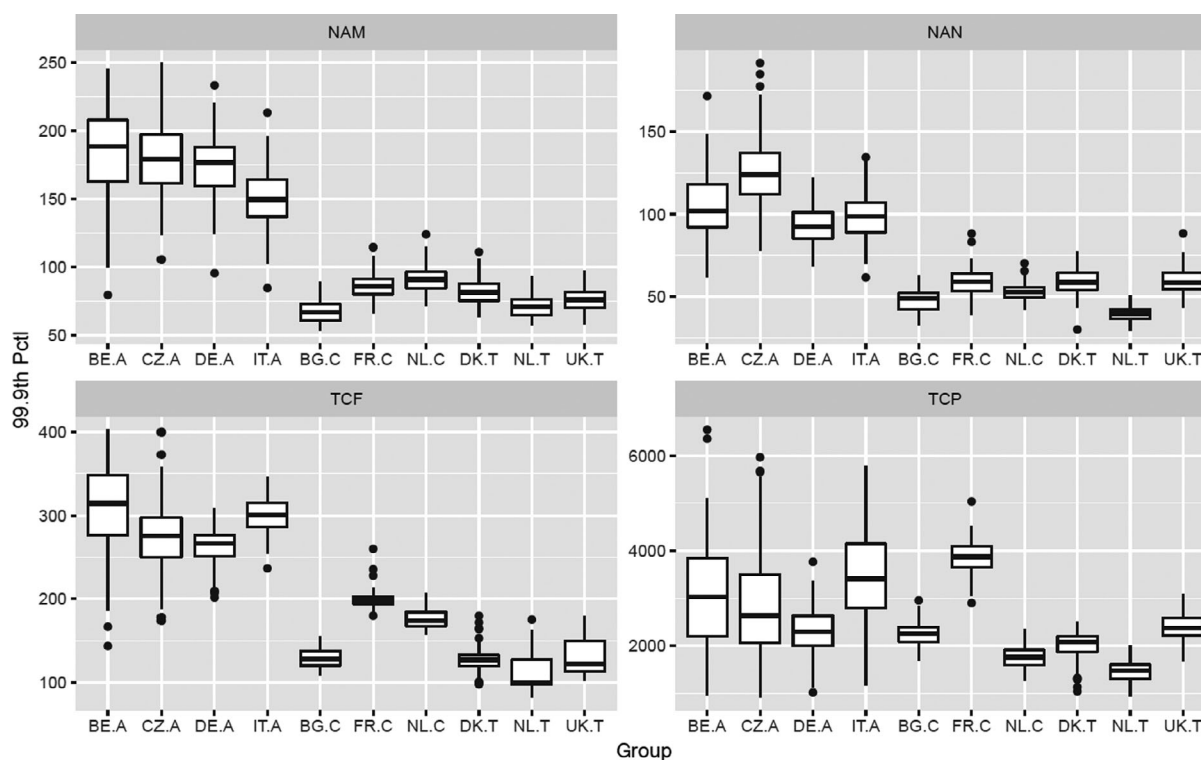 NAM
NAN
250
200
150
100
50
150
100
50
BE.A CZ.A DE.A IT.A BG.C FR.C NL.C DK.T NL.T UK.T
BE.A CZ.A DE.A IT.A BG.C FR.C NL.C DK.T NL.T UK.T
99.9th Pctl
TCF
TCP
400
300
200
100
6000
4000
2000
BE.A CZ.A DE.A IT.A BG.C FR.C NL.C DK.T NL.T UK.T
BE.A CZ.A DE.A IT.A BG.C FR.C NL.C DK.T NL.T UK.T
Group